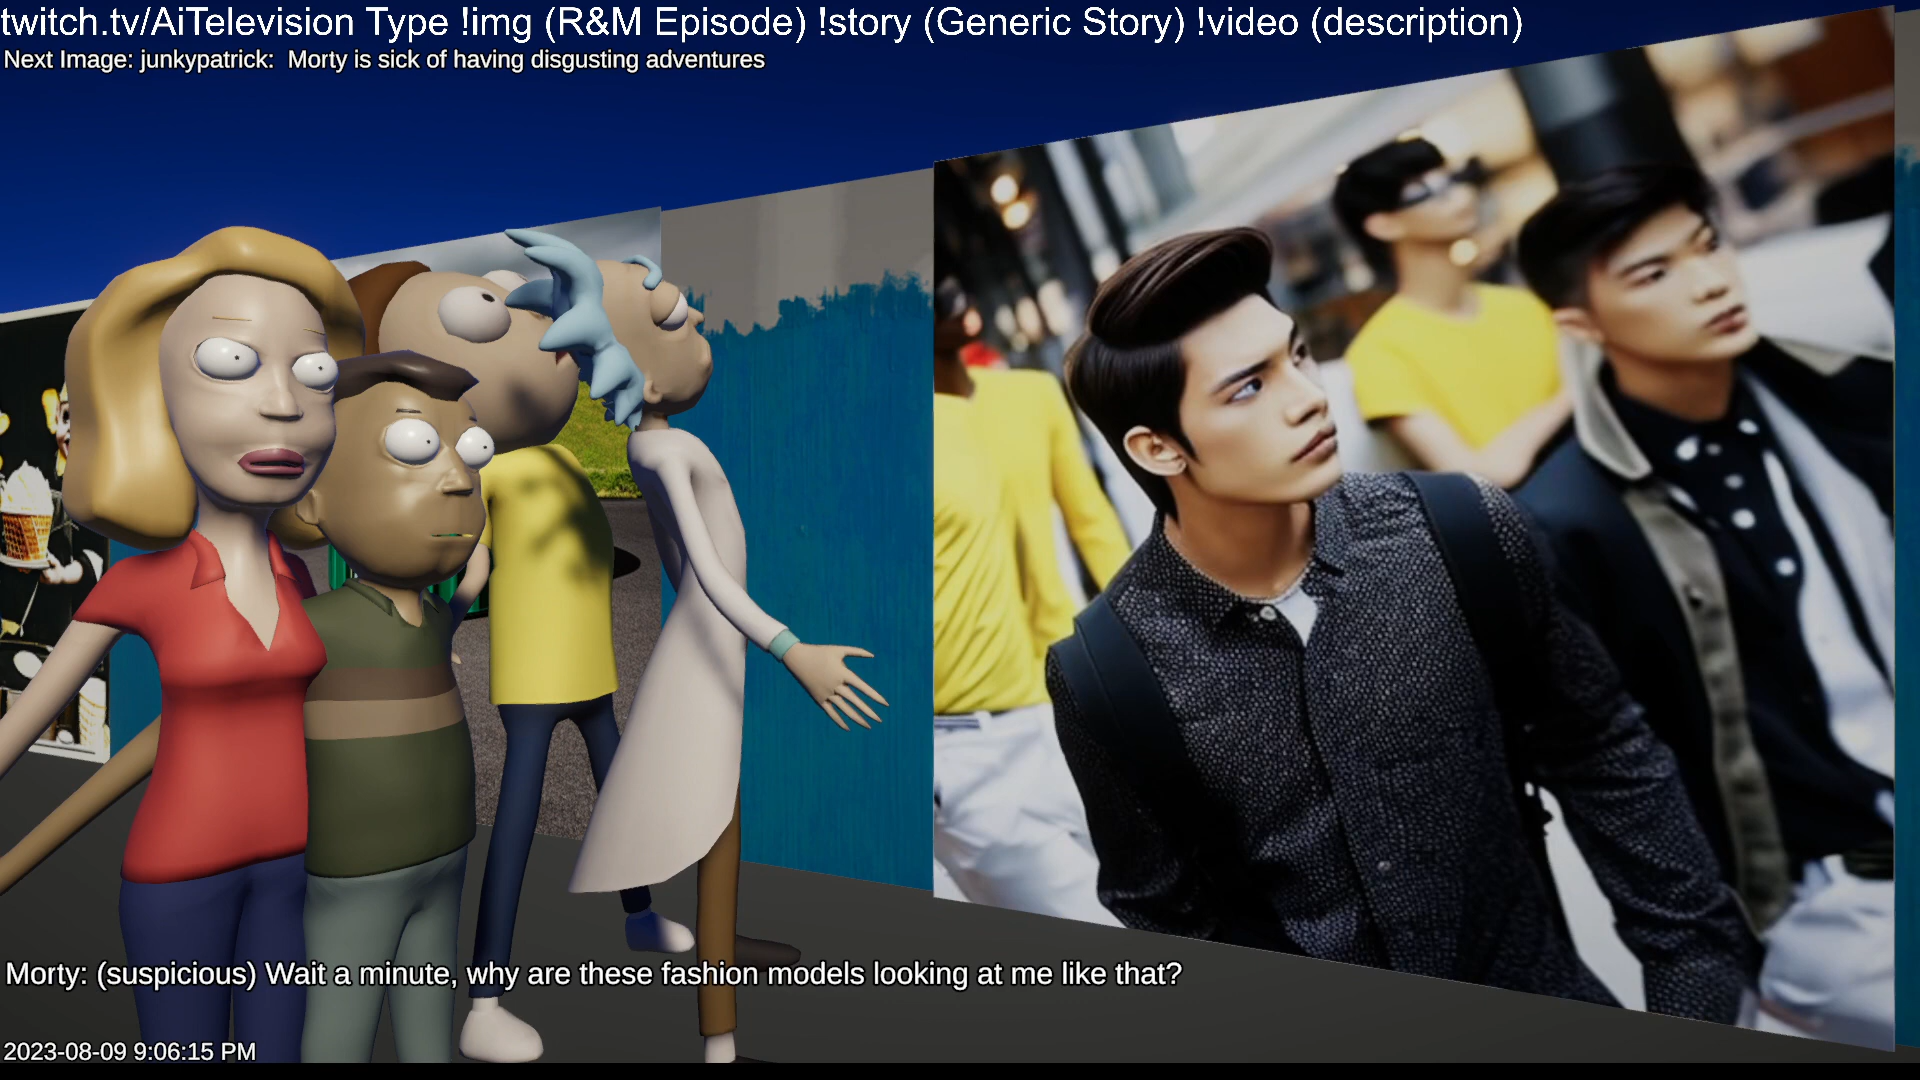 twitch.tv/AiTelevision Type !img (R&M Episode) !story (Generic Story) !video (description)
Next Image: junkypatrick:  Morty is sick of having disgusting adventures
Morty: (suspicious) Wait a minute, why are these fashion models looking at me like that?
2023-08-09 9:06:15 PM